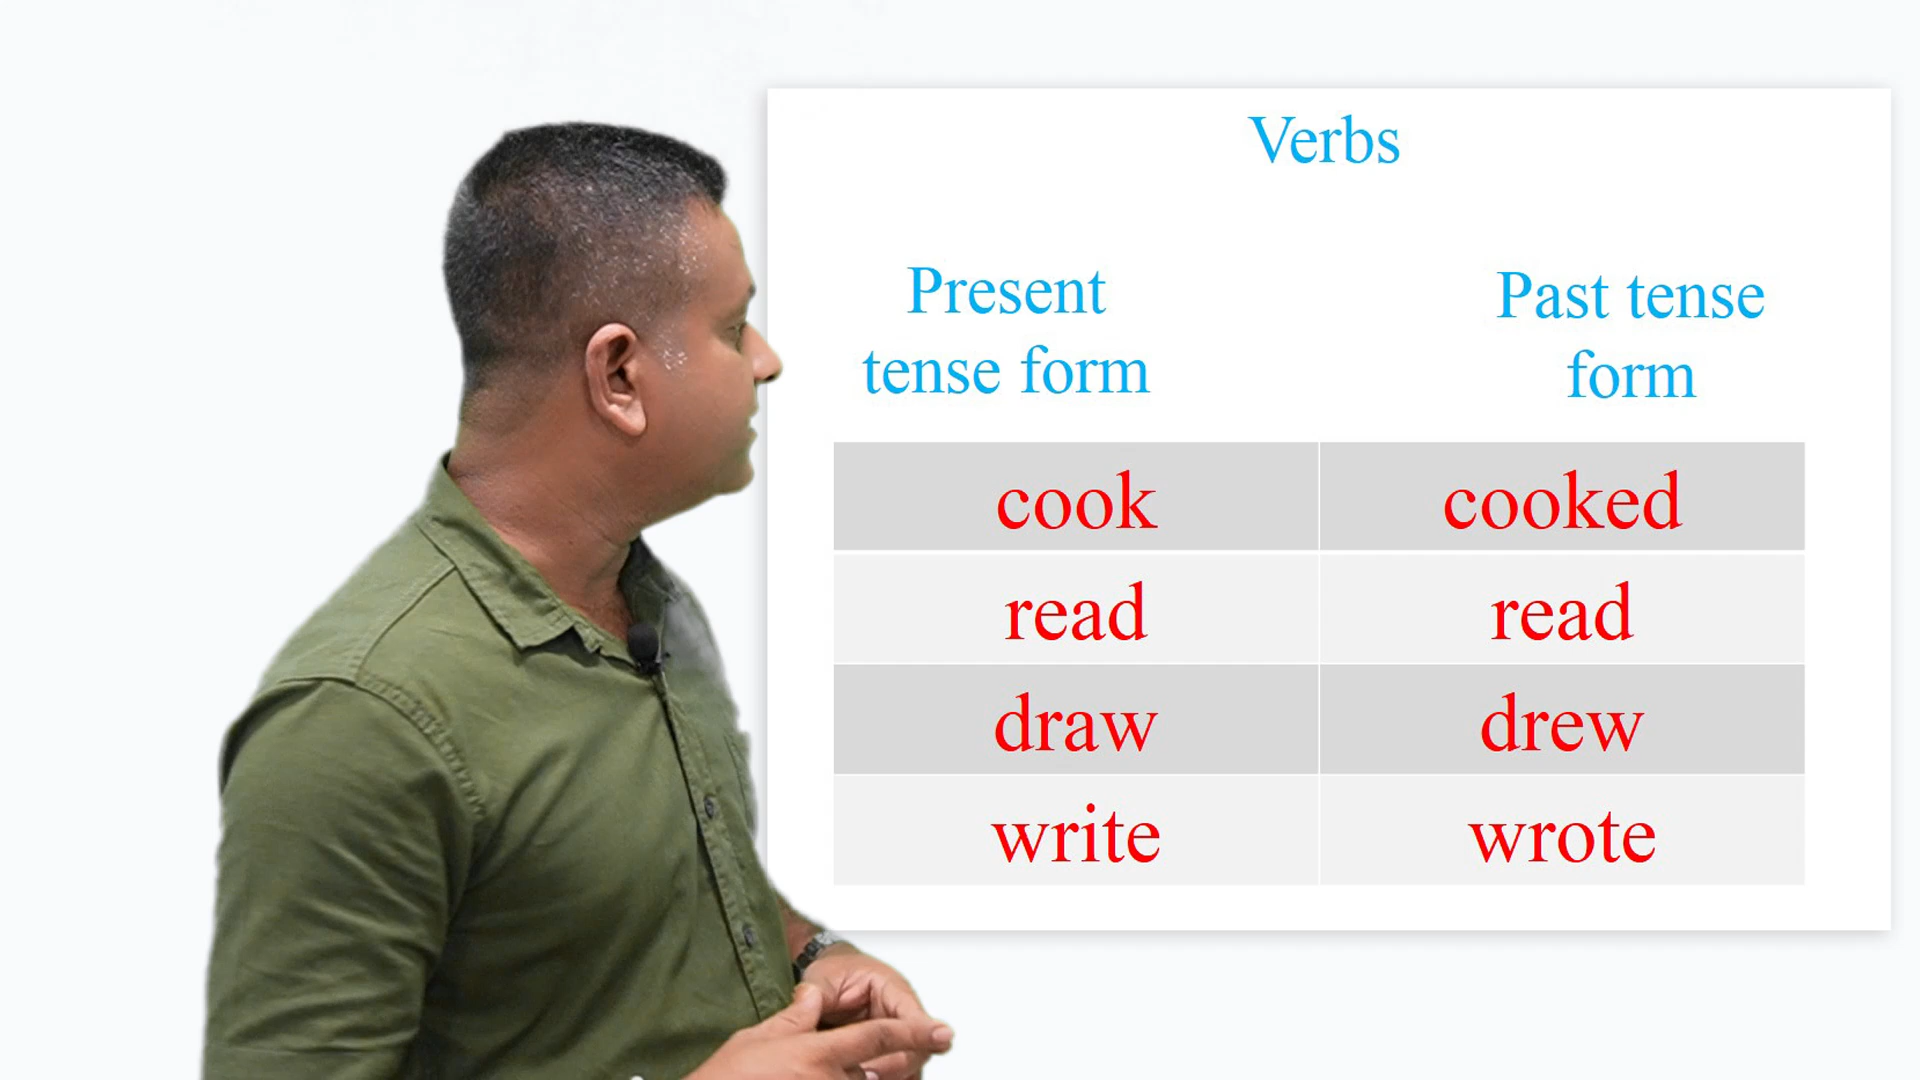 Verbs
Present
tense form
Past tense
form
cook cooked
read read
draw drew
write wrote